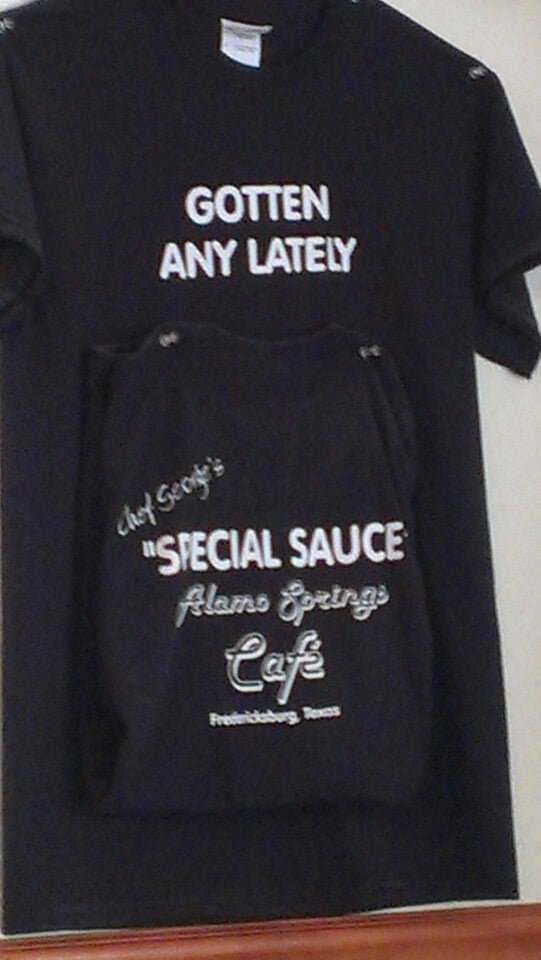 GOTTEN
ANY LATELY
Chef George's
"SPECIAL SAUCE
Alamo Springs
Café
Fredericksburg, Texas